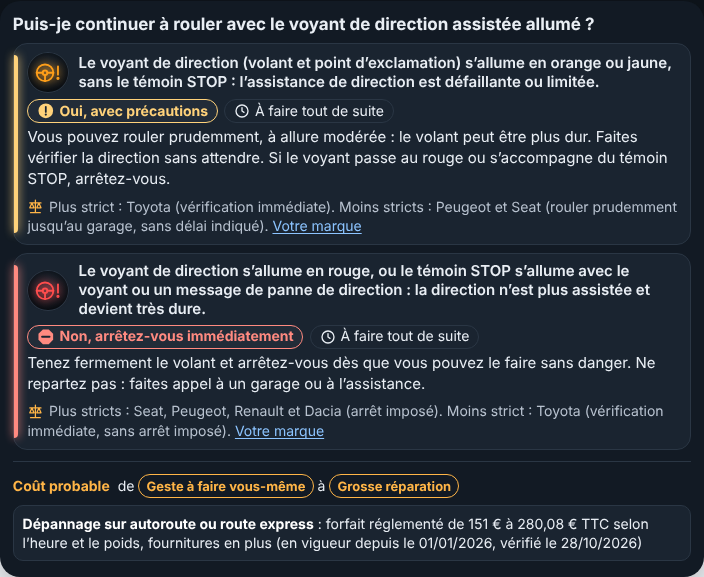 Puis-je continuer à rouler avec le voyant de direction assistée allumé ?
Le voyant de direction (volant et point d’exclamation) s’allume en orange ou jaune,
sans le témoin STOP : l’assistance de direction est défaillante ou limitée.
Oui, avec précautions
À faire tout de suite
Vous pouvez rouler prudemment, à allure modérée : le volant peut être plus dur. Faites
vérifier la direction sans attendre. Si le voyant passe au rouge ou s’accompagne du témoin
STOP, arrêtez-vous.
Plus strict : Toyota (vérification immédiate). Moins stricts : Peugeot et Seat (rouler prudemment
jusqu’au garage, sans délai indiqué). Votre marque
Le voyant de direction s’allume en rouge, ou le témoin STOP s’allume avec le
voyant ou un message de panne de direction : la direction n’est plus assistée et
devient très dure.
Non, arrêtez-vous immédiatement
À faire tout de suite
Tenez fermement le volant et arrêtez-vous dès que vous pouvez le faire sans danger. Ne
repartez pas : faites appel à un garage ou à l’assistance.
Plus stricts : Seat, Peugeot, Renault et Dacia (arrêt imposé). Moins strict : Toyota (vérification
immédiate, sans arrêt imposé). Votre marque
Coût probable de Geste à faire vous-même à Grosse réparation
Dépannage sur autoroute ou route express : forfait réglementé de 151 € à 280,08 € TTC selon
l’heure et le poids, fournitures en plus (en vigueur depuis le 01/01/2026, vérifié le 28/10/2026)